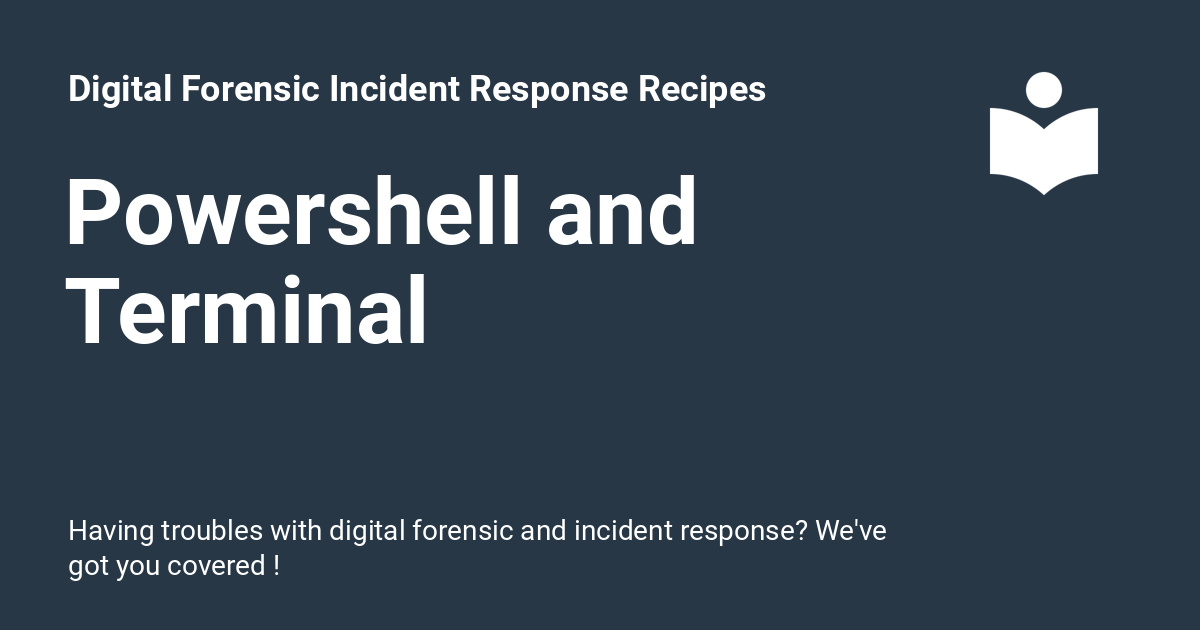 Digital Forensic Incident Response Recipes
Powershell and
Terminal
Having troubles with digital forensic and incident response? We've
got you covered !